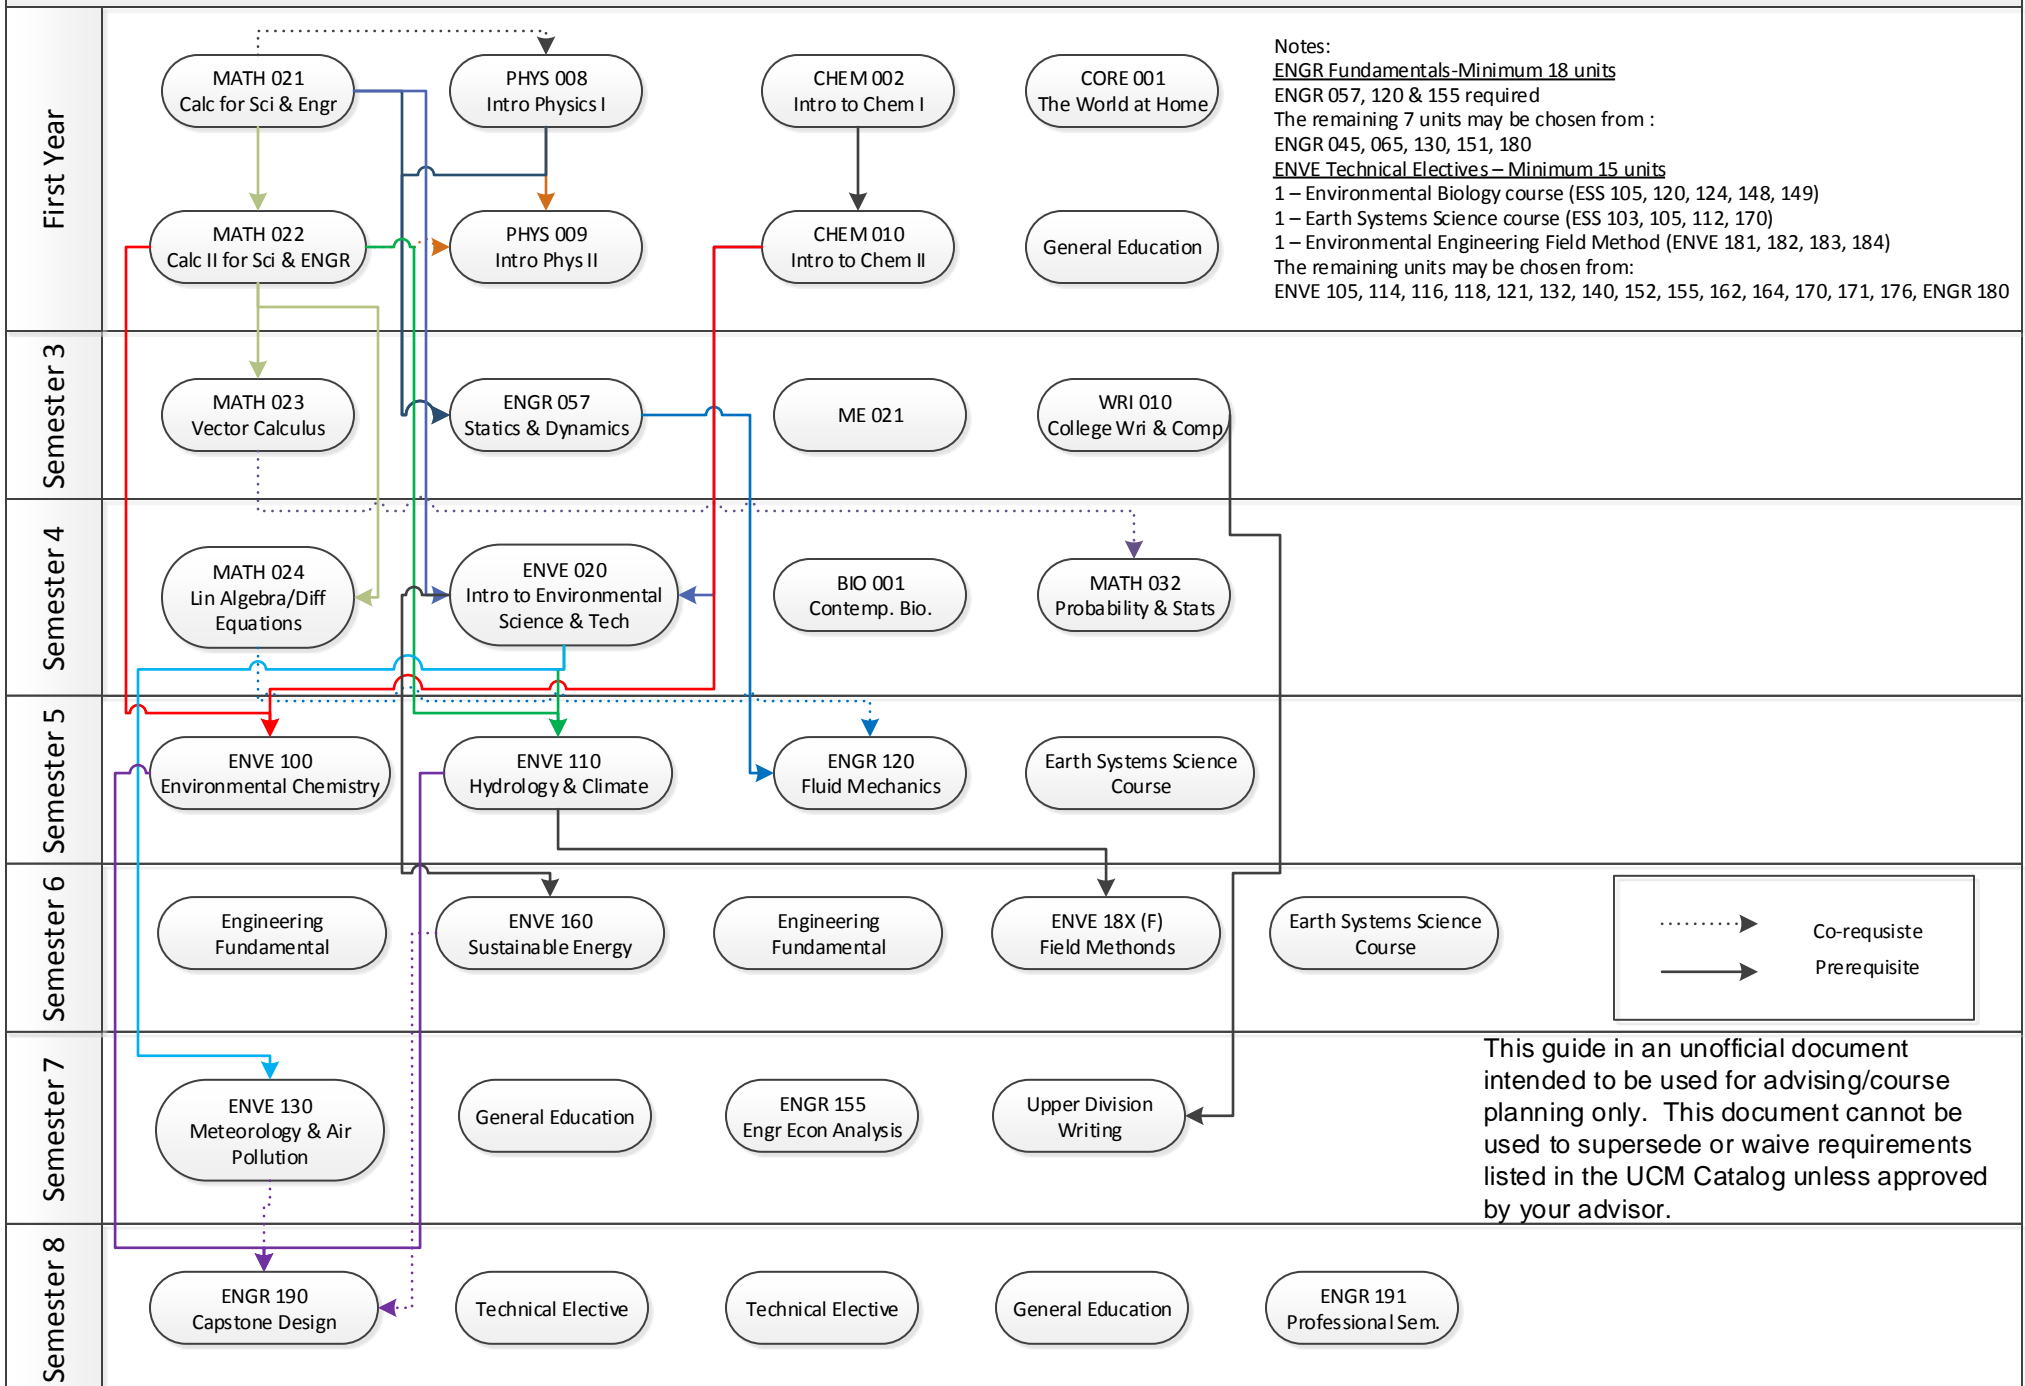 First Year
MATH 021
Calc for Sci & Engr
PHYS 008
Intro Physics I
CHEM 002
Intro to Chem I
CORE 001
The World at Home
MATH 022
Calc II for Sci & ENGR
PHYS 009
Intro Phys II
CHEM 010
Intro to Chem II
General Education
Notes:
ENGR Fundamentals-Minimum 18 units
ENGR 057, 120 & 155 required
The remaining 7 units may be chosen from :
ENGR 045, 065, 130, 151, 180
ENVE Technical Electives – Minimum 15 units
1 – Environmental Biology course (ESS 105, 120, 124, 148, 149)
1 – Earth Systems Science course (ESS 103, 105, 112, 170)
1 – Environmental Engineering Field Method (ENVE 181, 182, 183, 184)
The remaining units may be chosen from:
ENVE 105, 114, 116, 118, 121, 132, 140, 152, 155, 162, 164, 170, 171, 176, ENGR 180
Semester 3
MATH 023
Vector Calculus
ENGR 057
Statics & Dynamics
ME 021
WRI 010
College Wri & Comp
Semester 4
MATH 024
Lin Algebra/Diff
Equations
ENVE 020
Intro to Environmental
Science & Tech
BIO 001
Contemp. Bio.
MATH 032
Probability & Stats
Semester 5
ENVE 100
Environmental Chemistry
ENVE 110
Hydrology & Climate
ENGR 120
Fluid Mechanics
Earth Systems Science
Course
Semester 6
Engineering
Fundamental
ENVE 160
Sustainable Energy
Engineering
Fundamental
ENVE 18X (F)
Field Methonds
Earth Systems Science
Course
Co-requsiste
Prerequisite
Semester 7
ENVE 130
Meteorology & Air
Pollution
General Education
ENGR 155
Engr Econ Analysis
Upper Division
Writing
This guide in an unofficial document
intended to be used for advising/course
planning only. This document cannot be
used to supersede or waive requirements
listed in the UCM Catalog unless approved
by your advisor.
Semester 8
ENGR 190
Capstone Design
Technical Elective
Technical Elective
General Education
ENGR 191
Professional Sem.